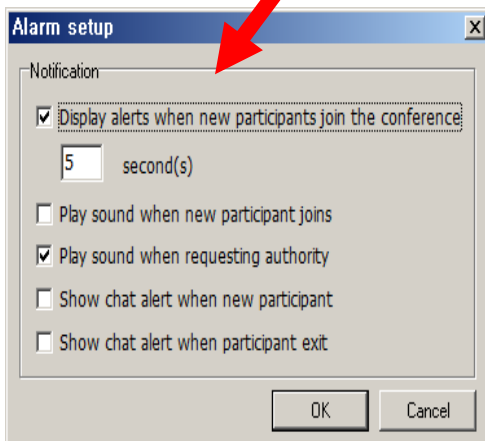 Alarm setup
Notification
Display alerts when new participants join the conference
5 second(s)
Play sound when new participant joins
Play sound when requesting authority
Show chat alert when new participant
Show chat alert when participant exit
OK Cancel